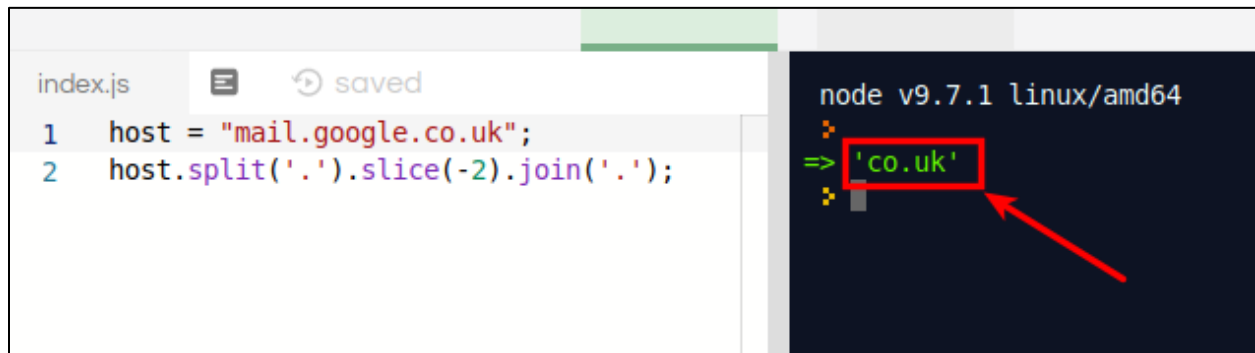 index.js saved
1 host = "mail.google.co.uk";
2 host.split('.').slice(-2).join('.');
node v9.7.1 linux/amd64
>
=> 'co.uk'
>